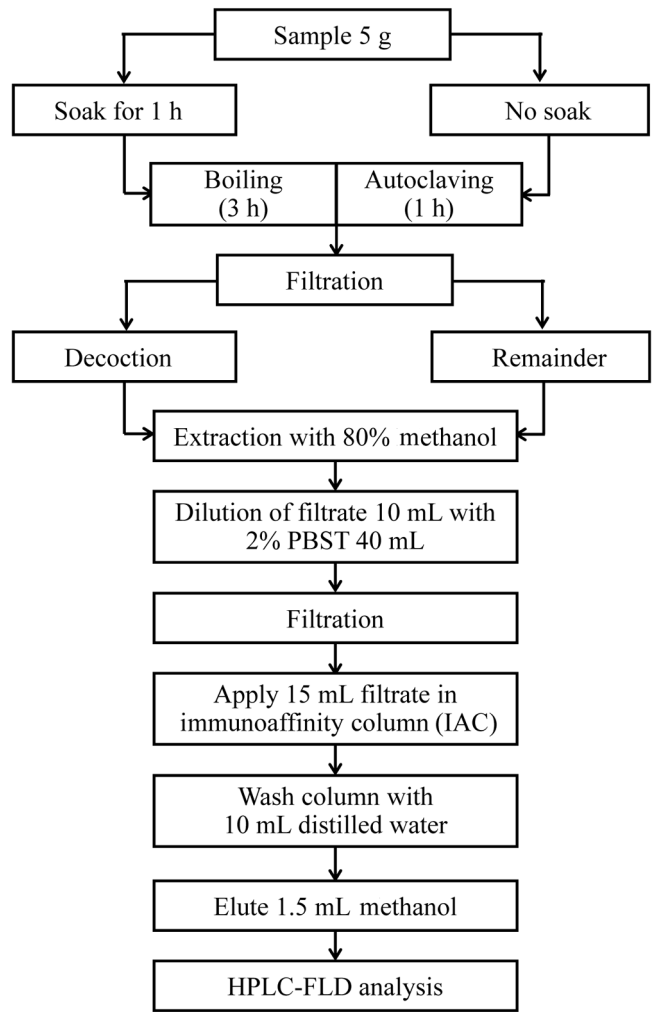 Sample 5 g
Soak for 1 h
No soak
Boiling
(3 h)
Autoclaving
(1 h)
Filtration
Decoction
Remainder
Extraction with 80% methanol
Dilution of filtrate 10 mL with
2% PBST 40 mL
Filtration
Apply 15 mL filtrate in
immunoaffinity column (IAC)
Wash column with
10 mL distilled water
Elute 1.5 mL methanol
HPLC-FLD analysis